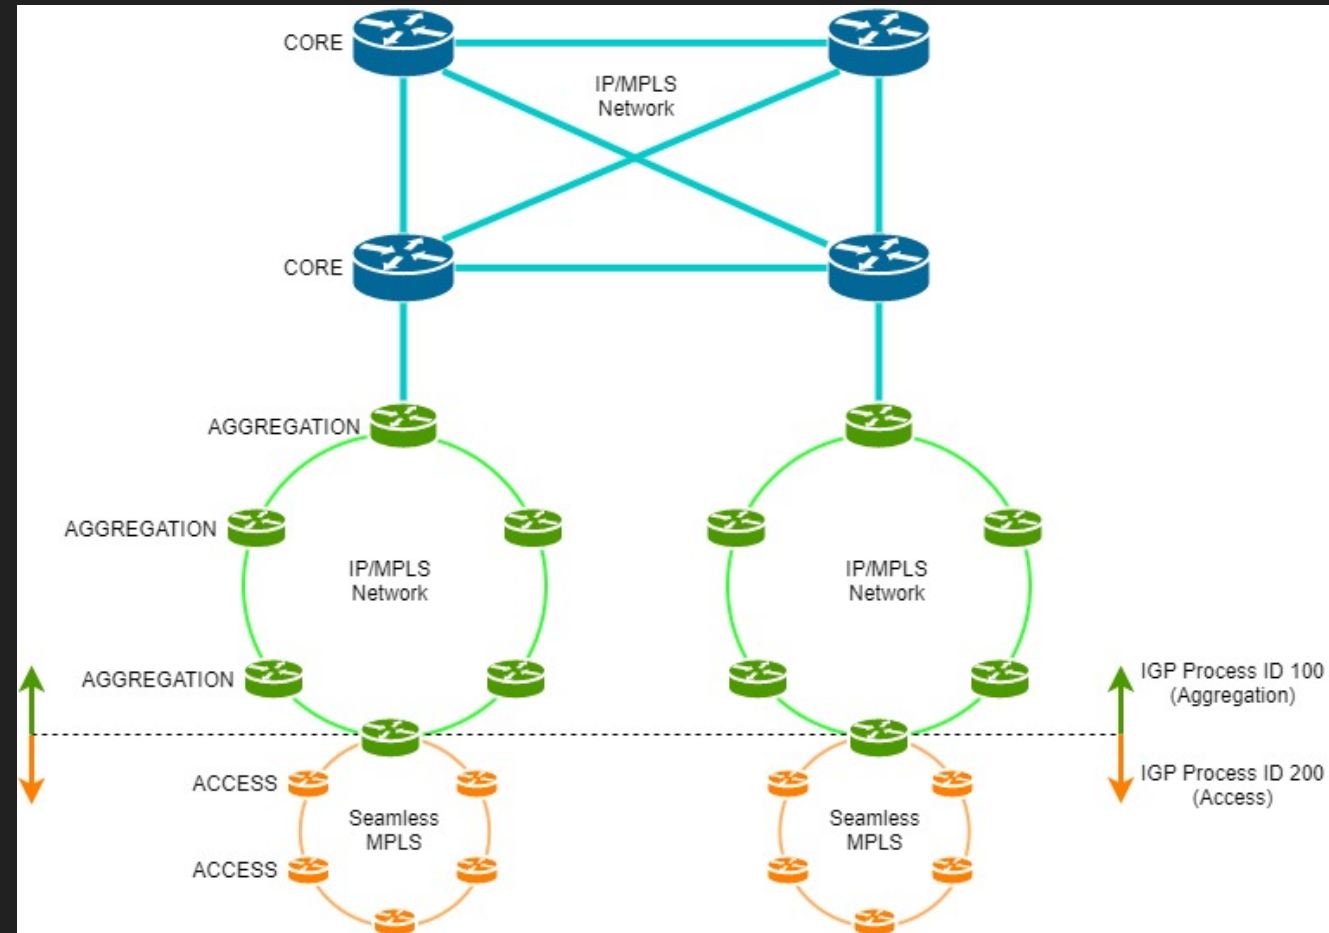 CORE
IP/MPLS
Network
CORE
AGGREGATION
AGGREGATION
IP/MPLS
Network
IP/MPLS
Network
AGGREGATION
IGP Process ID 100
(Aggregation)
ACCESS
IGP Process ID 200
(Access)
Seamless
MPLS
Seamless
MPLS
ACCESS